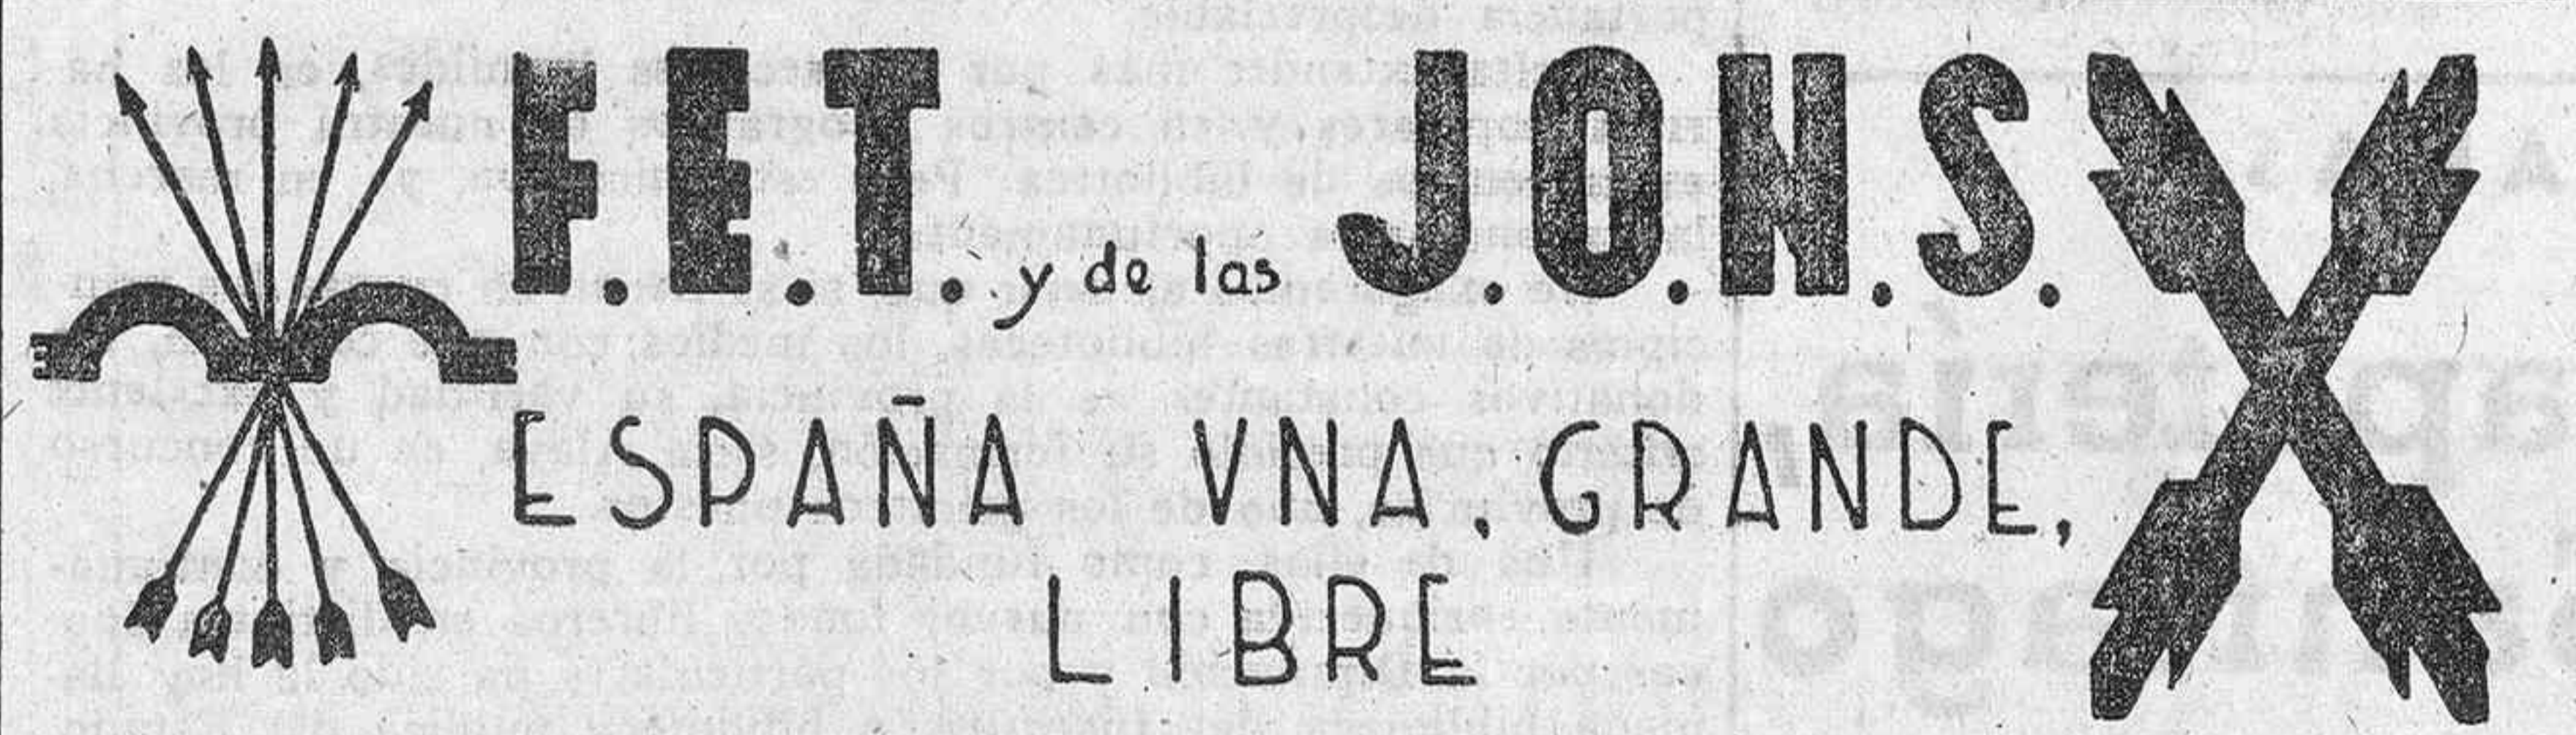 F.E.T. y de las J.O.N.S.
ESPAÑA VNA, GRANDE,
LIBRE